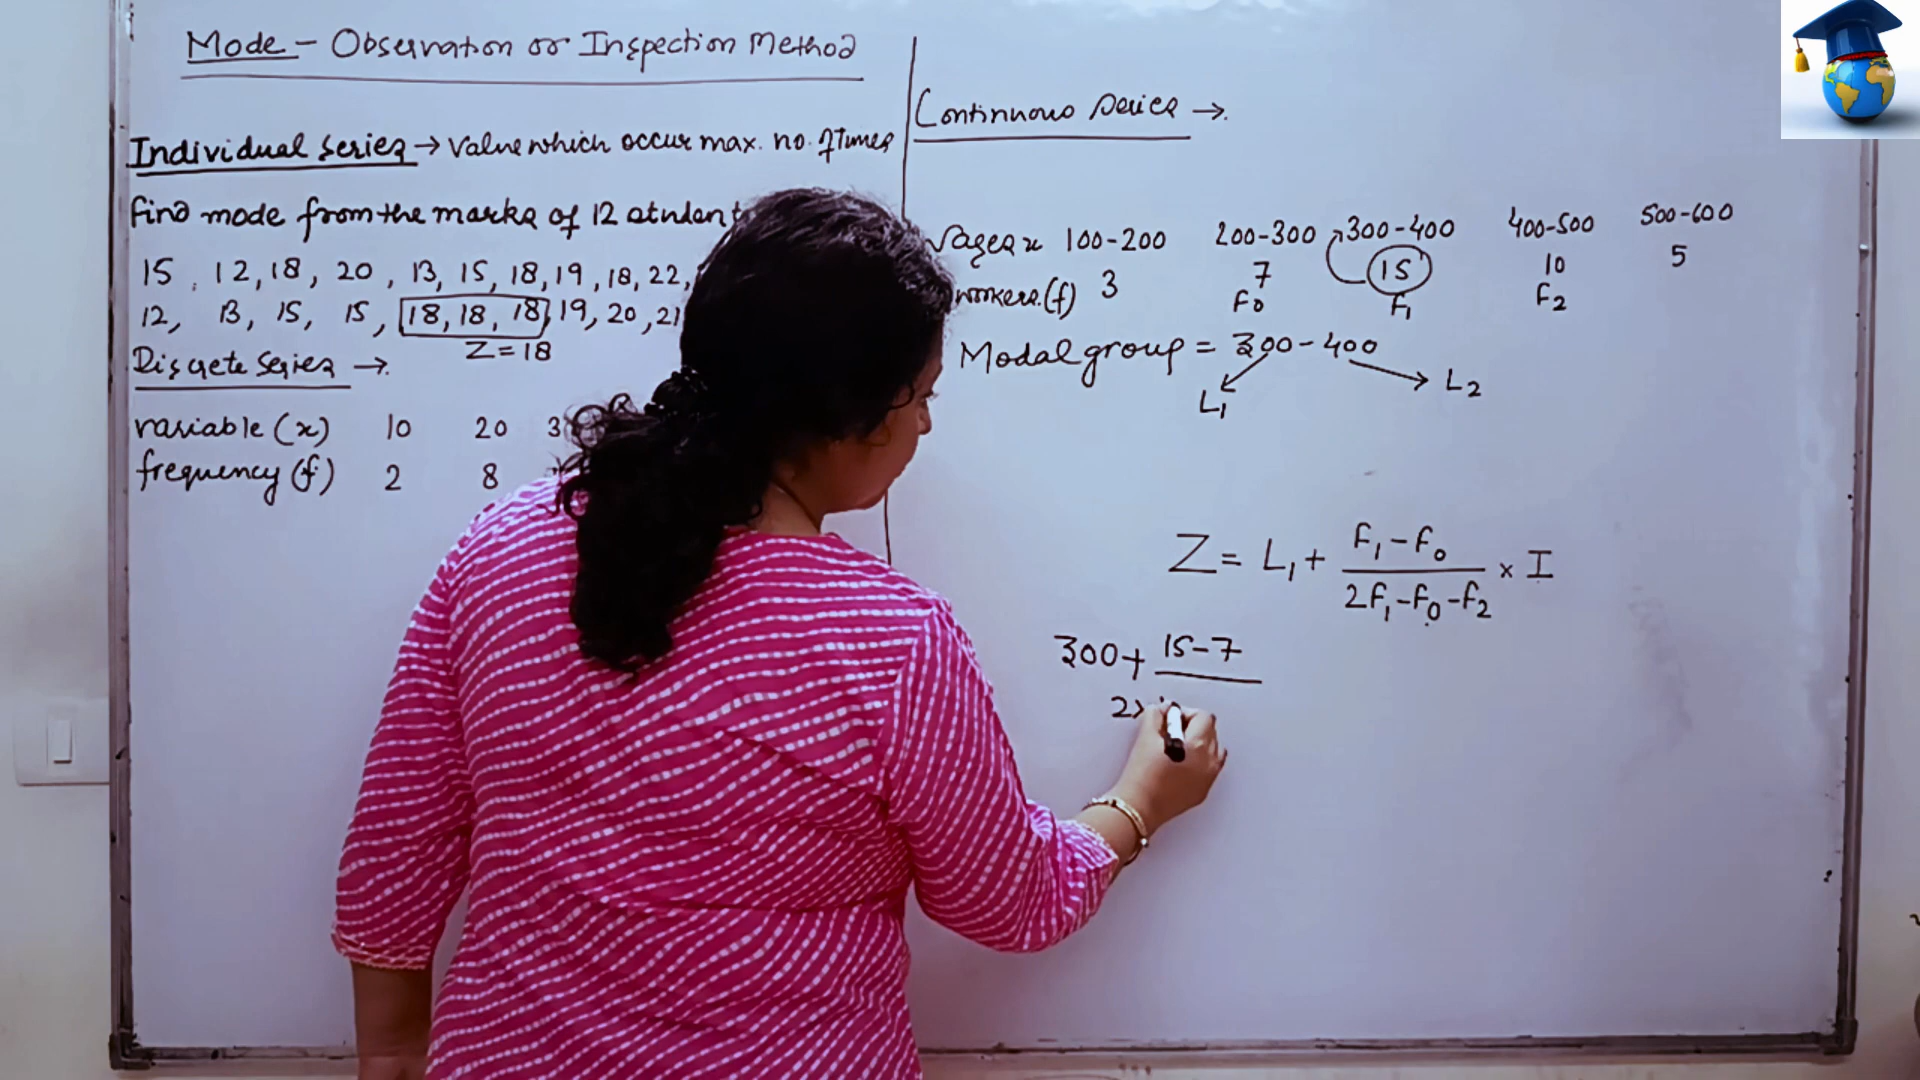 Mode - Observation or Inspection Method
Individual series → Value which occur max. no. of Times
find mode from the marks of 12 student
15, 12, 18, 20, 13, 15, 18, 19, 18, 22,
12, 13, 15, 15, 18, 18, 18, 19, 20, 21
Z = 18
Discrete Series →
variable (x) 10 20 3
frequency (f) 2 8
Continuous Series →
Wages x 100-200 200-300 300-400 400-500 500-600
workers (f) 3 7 15 10 5
F0 F1 F2
Modal group = 300 - 400
L1 L2
Z = L1 + F1 - F0 / 2F1 - F0 - F2 × I
300 + 15 - 7
2×